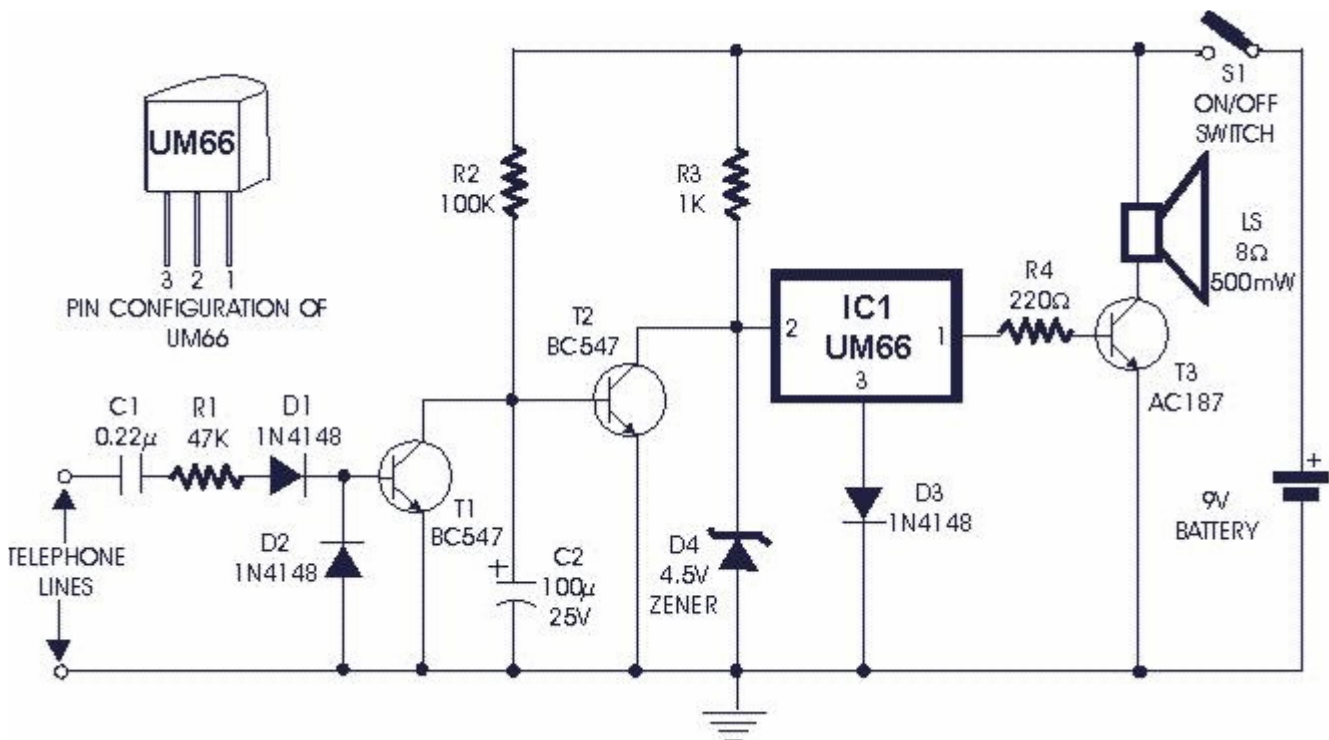 UM66
3 2 1
PIN CONFIGURATION OF
UM66
R2
100K
R3
1K
S1
ON/OFF
SWITCH
LS
8Ω
500mW
R4
220Ω
IC1
UM66
2
1
3
T2
BC547
T3
AC187
C1
0.22µ
R1
47K
D1
1N4148
T1
BC547
D2
1N4148
TELEPHONE
LINES
+
C2
100µ
25V
D4
4.5V
ZENER
D3
1N4148
+
9V
BATTERY